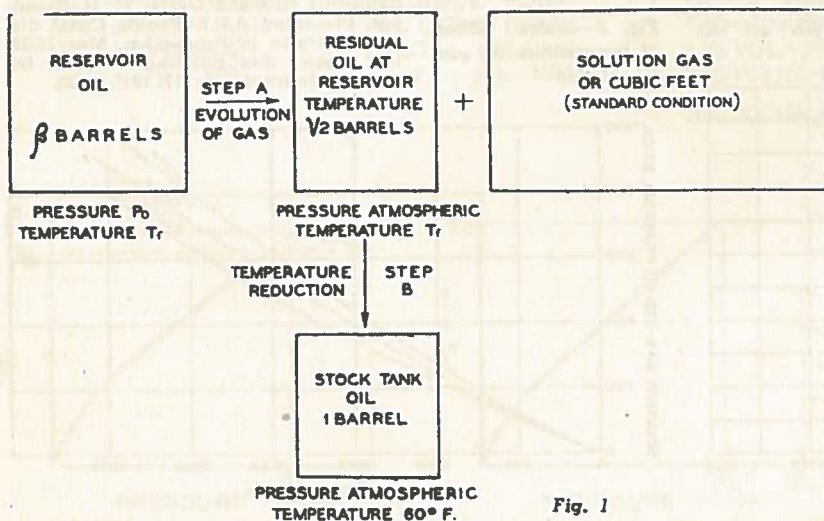 RESERVOIR
OIL
β BARRELS
PRESSURE Pb
TEMPERATURE Tr
STEP A
EVOLUTION
OF GAS
RESIDUAL
OIL AT
RESERVOIR
TEMPERATURE
V2 BARRELS
PRESSURE ATMOSPHERIC
TEMPERATURE Tr
+
SOLUTION GAS
OR CUBIC FEET
(STANDARD CONDITION)
TEMPERATURE
REDUCTION
STEP
B
STOCK TANK
OIL
1 BARREL
PRESSURE ATMOSPHERIC
TEMPERATURE 60° F.
Fig. 1